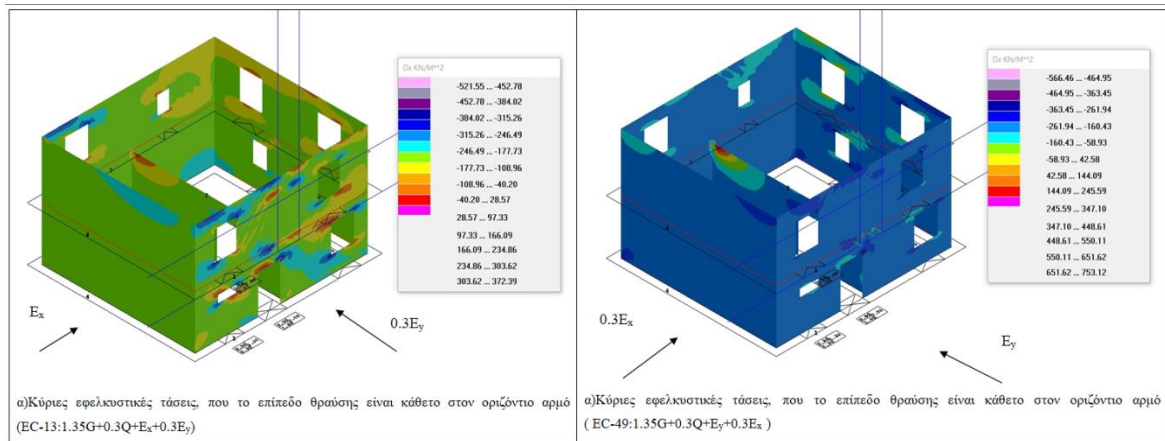 Dx KN/M**2
-521.55 ... -452.78
-452.78 ... -384.02
-384.02 ... -315.26
-315.26 ... -246.49
-246.49 ... -177.73
-177.73 ... -108.96
-108.96 ... -40.20
-40.20 ... 28.57
28.57 ... 97.33
97.33 ... 166.09
166.09 ... 234.86
234.86 ... 303.62
303.62 ... 372.39
Ex
0.3Ey
α)Κύριες εφελκυστικές τάσεις, που το επίπεδο θραύσης είναι κάθετο στον οριζόντιο αρμό
(EC-13:1.35G+0.3Q+Ex+0.3Ey)
Dx KN/M**2
-566.46 ... -464.95
-464.95 ... -363.45
-363.45 ... -261.94
-261.94 ... -160.43
-160.43 ... -58.93
-58.93 ... 42.58
42.58 ... 144.09
144.09 ... 245.59
245.59 ... 347.10
347.10 ... 448.61
448.61 ... 550.11
550.11 ... 651.62
651.62 ... 753.12
0.3Ex
Ey
α)Κύριες εφελκυστικές τάσεις, που το επίπεδο θραύσης είναι κάθετο στον οριζόντιο αρμό
( EC-49:1.35G+0.3Q+Ey+0.3Ex )